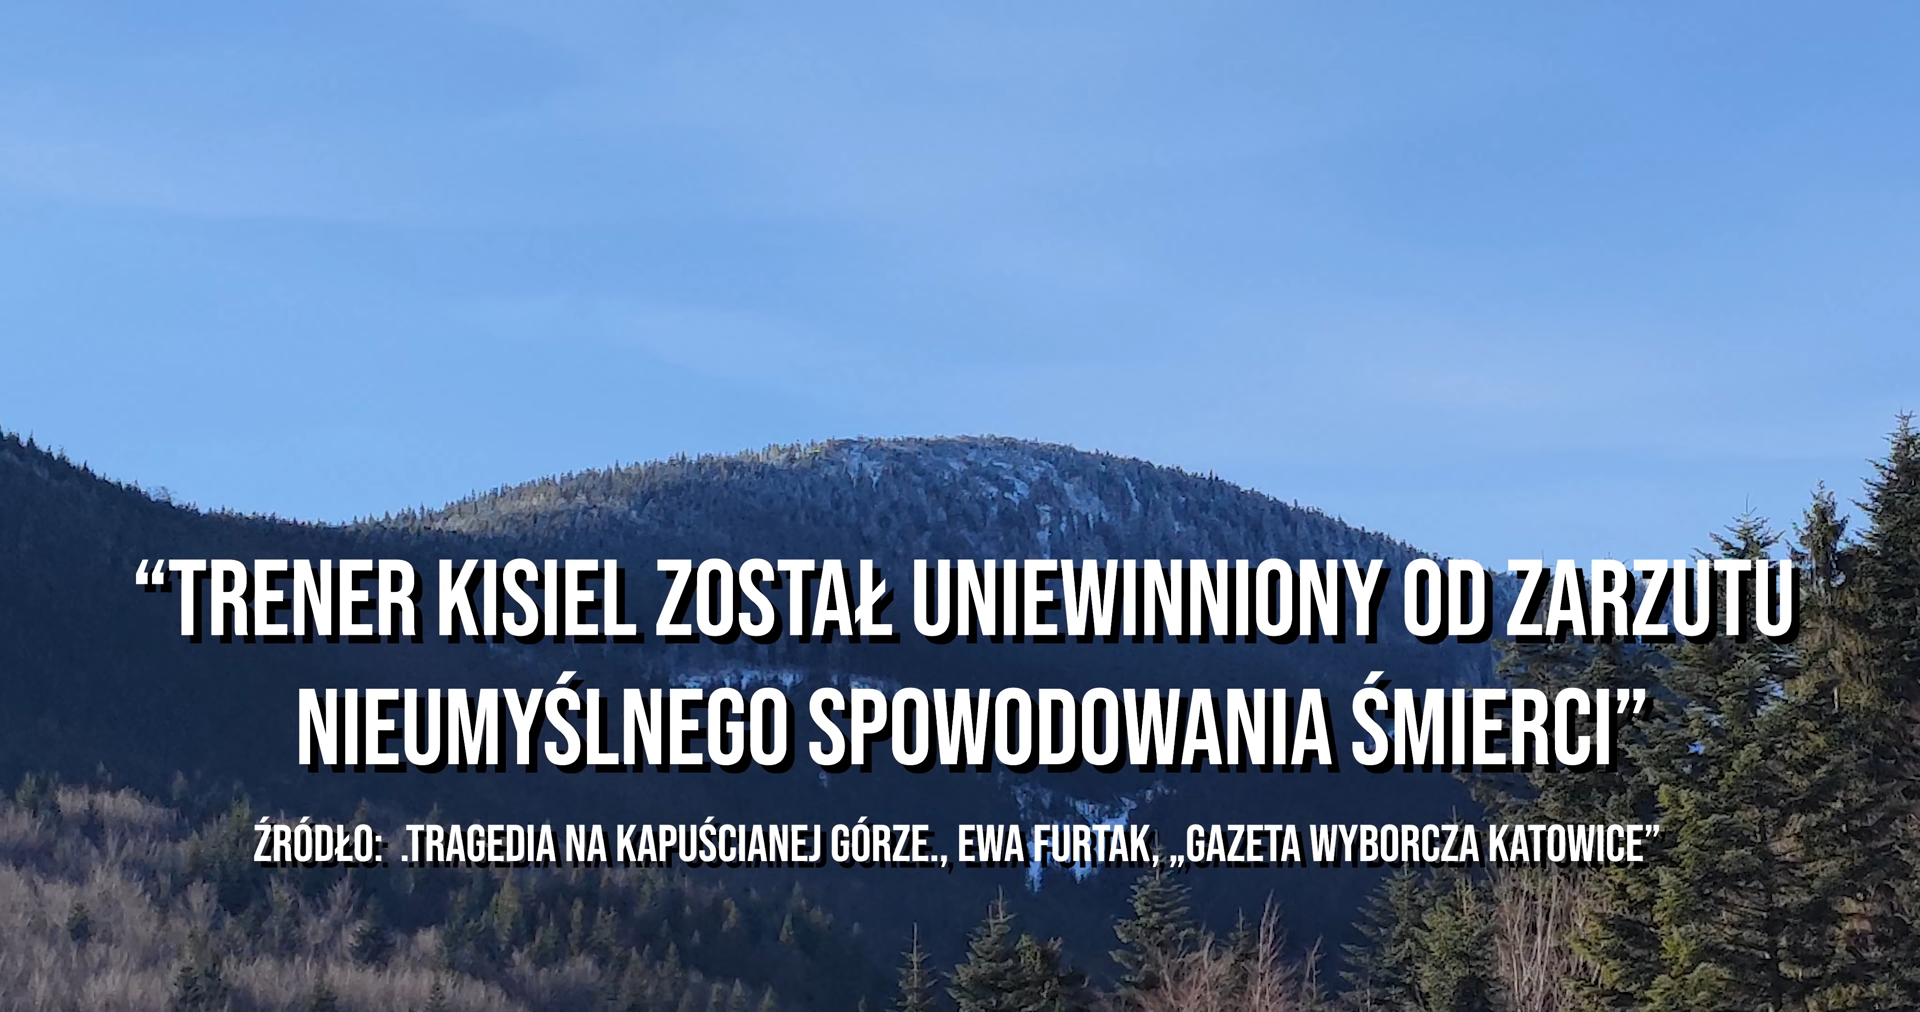 “TRENER KISIEL ZOSTAŁ UNIEWINNIONY OD ZARZUTU
NIEUMYŚLNEGO SPOWODOWANIA ŚMIERCI”
ŹRÓDŁO: .TRAGEDIA NA KAPUŚCIANEJ GÓRZE., EWA FURTAK, „GAZETA WYBORCZA KATOWICE”